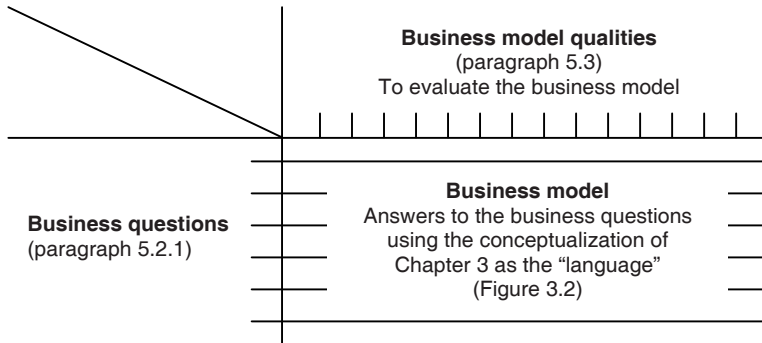 Business model qualities
(paragraph 5.3)
To evaluate the business model
Business questions
(paragraph 5.2.1)
Business model
Answers to the business questions
using the conceptualization of
Chapter 3 as the “language”
(Figure 3.2)